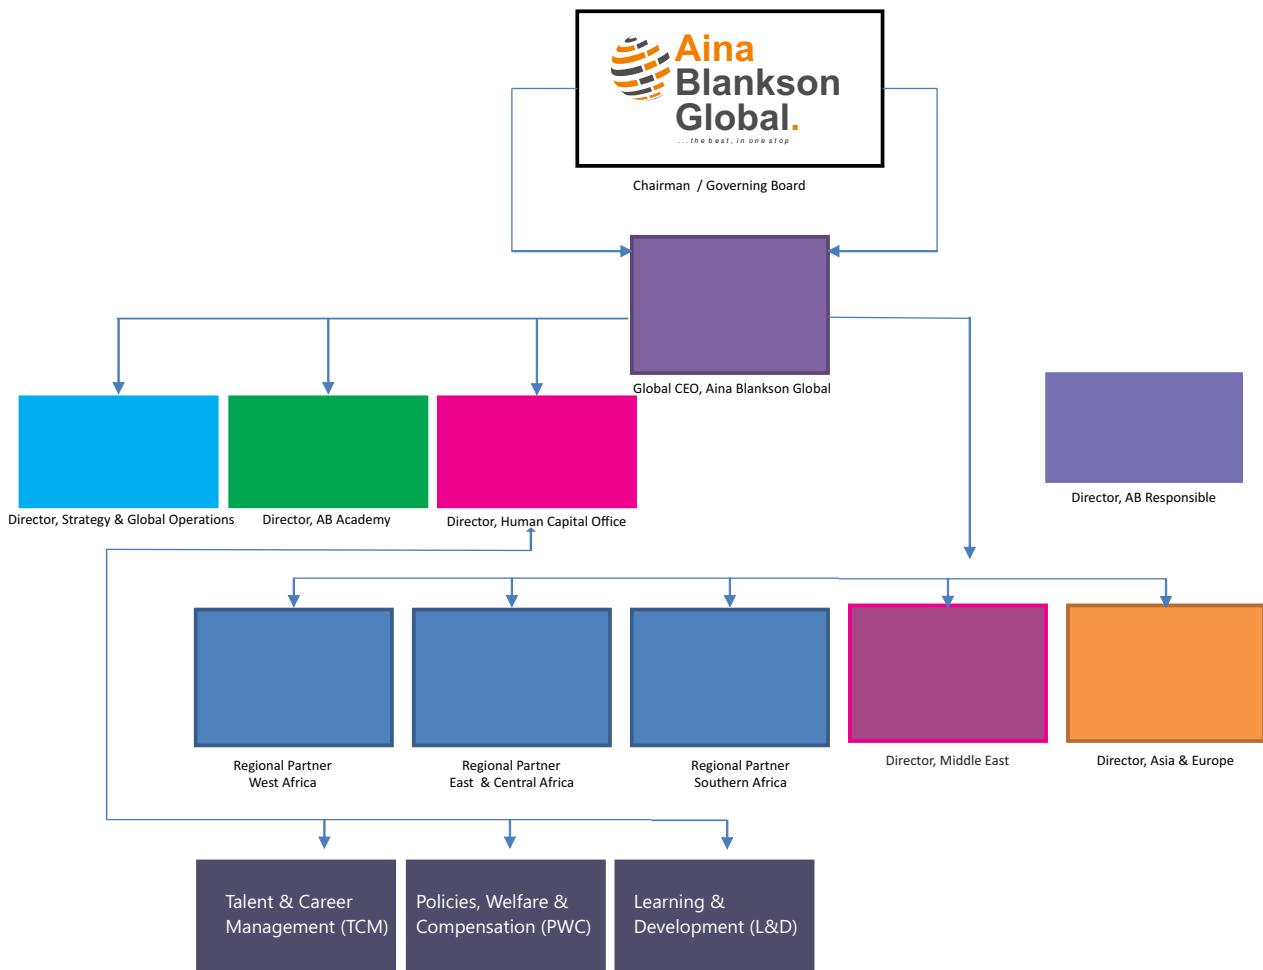 Aina
Blankson
Global.
...the best, in one stop
Chairman / Governing Board
Global CEO, Aina Blankson Global
Director, AB Responsible
Director, Strategy & Global Operations
Director, AB Academy
Director, Human Capital Office
Regional Partner
West Africa
Regional Partner
East & Central Africa
Regional Partner
Southern Africa
Director, Middle East
Director, Asia & Europe
Talent & Career
Management (TCM)
Policies, Welfare &
Compensation (PWC)
Learning &
Development (L&D)